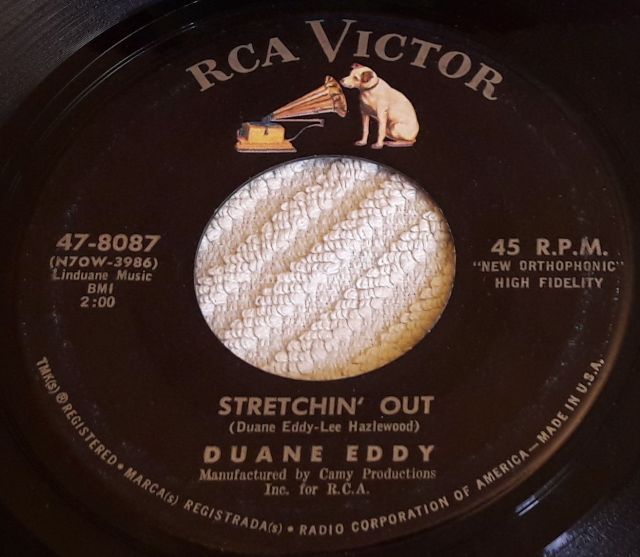 RCA VICTOR
47-8087
(N7OW-3986)
Linduane Music
BMI
2:00
45 R.P.M.
"NEW ORTHOPHONIC"
HIGH FIDELITY
STRETCHIN' OUT
(Duane Eddy-Lee Hazlewood)
DUANE EDDY
Manufactured by Camy Productions
Inc. for R.C.A.
TMK(s) ® REGISTERED • MARCA(s) REGISTRADA(s) • RADIO CORPORATION OF AMERICA—MADE IN U.S.A.